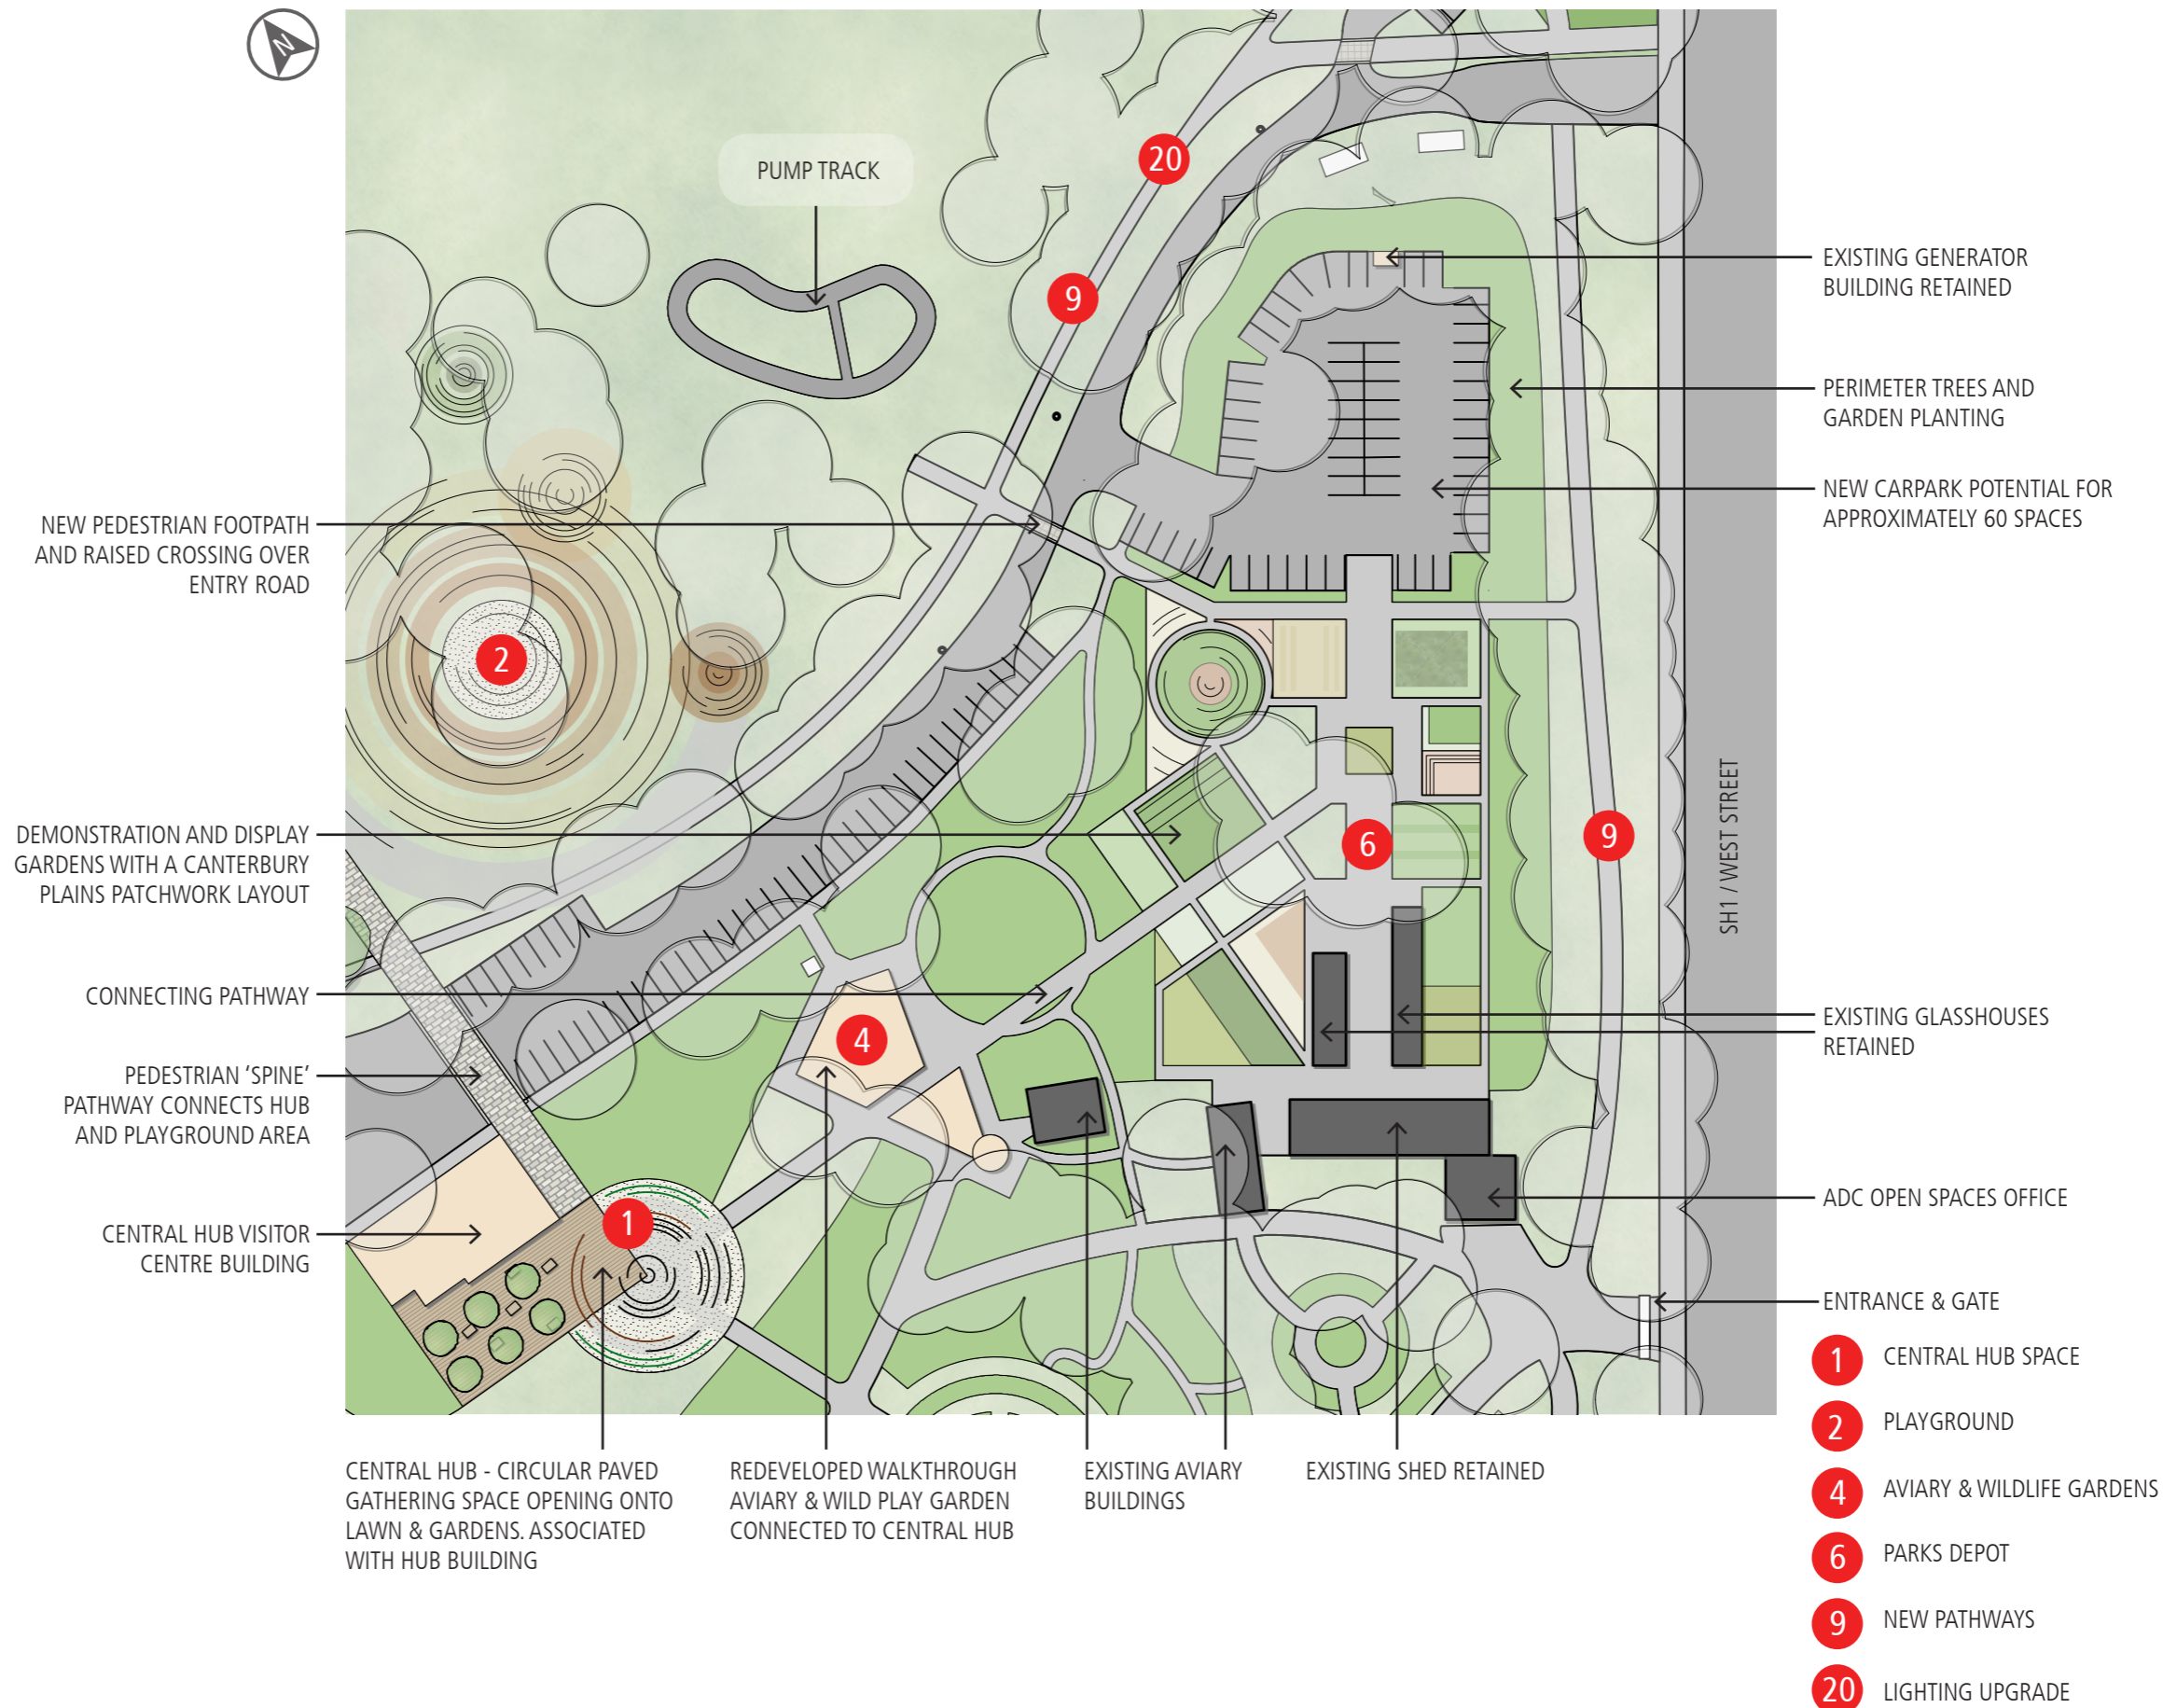 N
PUMP TRACK
20
9
2
9
6
4
1
SH1 / WEST STREET
NEW PEDESTRIAN FOOTPATH
AND RAISED CROSSING OVER
ENTRY ROAD
DEMONSTRATION AND DISPLAY
GARDENS WITH A CANTERBURY
PLAINS PATCHWORK LAYOUT
CONNECTING PATHWAY
PEDESTRIAN ‘SPINE’
PATHWAY CONNECTS HUB
AND PLAYGROUND AREA
CENTRAL HUB VISITOR
CENTRE BUILDING
EXISTING GENERATOR
BUILDING RETAINED
PERIMETER TREES AND
GARDEN PLANTING
NEW CARPARK POTENTIAL FOR
APPROXIMATELY 60 SPACES
EXISTING GLASSHOUSES
RETAINED
ADC OPEN SPACES OFFICE
ENTRANCE & GATE
CENTRAL HUB - CIRCULAR PAVED
GATHERING SPACE OPENING ONTO
LAWN & GARDENS. ASSOCIATED
WITH HUB BUILDING
REDEVELOPED WALKTHROUGH
AVIARY & WILD PLAY GARDEN
CONNECTED TO CENTRAL HUB
EXISTING AVIARY
BUILDINGS
EXISTING SHED RETAINED
1 CENTRAL HUB SPACE
2 PLAYGROUND
4 AVIARY & WILDLIFE GARDENS
6 PARKS DEPOT
9 NEW PATHWAYS
20 LIGHTING UPGRADE